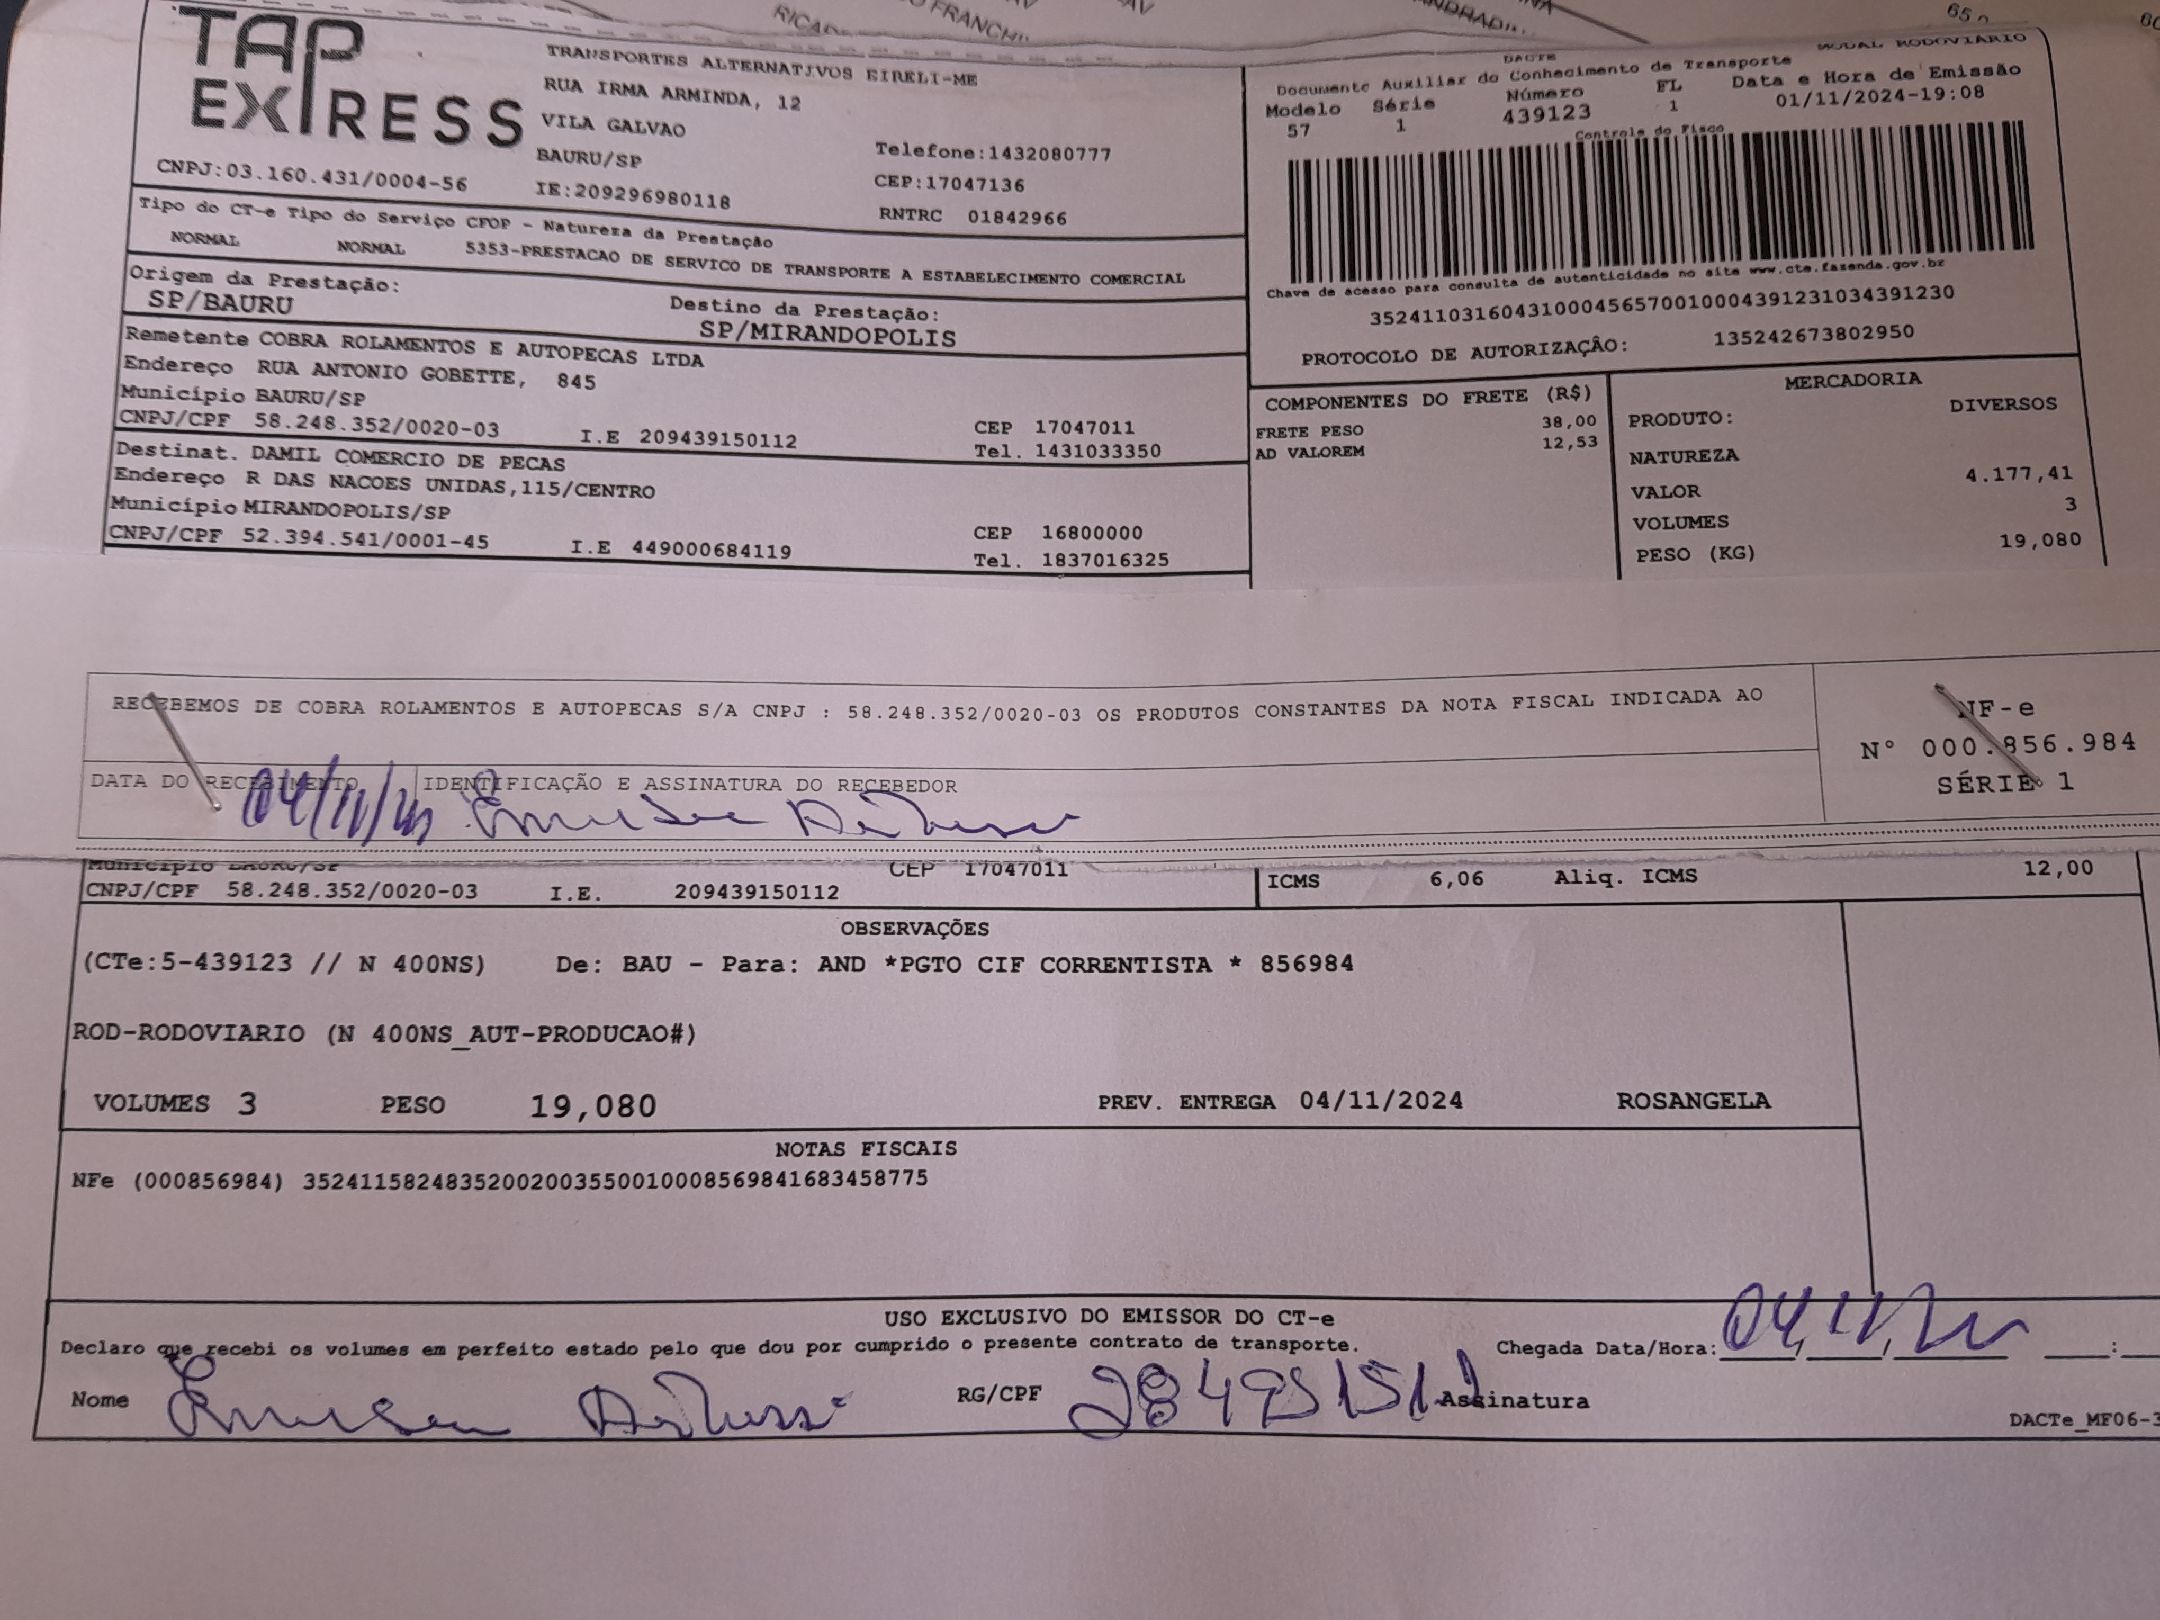 TAP
EXPRESS
TRANSPORTES ALTERNATIVOS EIRELI-ME
RUA IRMA ARMINDA, 12
VILA GALVAO
BAURU/SP
Telefone:1432080777
CNPJ:03.160.431/0004-56
IE:209296980118
CEP:17047136
RNTRC 01842966
DACTE
MODAL RODOVIARIO
Documento Auxiliar do Conhecimento de Transporte
Modelo Série Número FL Data e Hora de Emissão
57 1 439123 1 01/11/2024-19:08
Controle do Fisco
Chave de acesso para consulta de autenticidade no site www.cte.fazenda.gov.br
35241103160431000456570010004391231034391230
PROTOCOLO DE AUTORIZAÇÃO: 135242673802950
Tipo do CT-e Tipo do Serviço CFOP - Natureza da Prestação
NORMAL NORMAL 5353-PRESTACAO DE SERVICO DE TRANSPORTE A ESTABELECIMENTO COMERCIAL
Origem da Prestação: Destino da Prestação:
SP/BAURU SP/MIRANDOPOLIS
Remetente COBRA ROLAMENTOS E AUTOPECAS LTDA
Endereço RUA ANTONIO GOBETTE, 845
Município BAURU/SP CEP 17047011
CNPJ/CPF 58.248.352/0020-03 I.E 209439150112 Tel. 1431033350
Destinat. DAMIL COMERCIO DE PECAS
Endereço R DAS NACOES UNIDAS,115/CENTRO
Município MIRANDOPOLIS/SP CEP 16800000
CNPJ/CPF 52.394.541/0001-45 I.E 449000684119 Tel. 1837016325
COMPONENTES DO FRETE (R$)
FRETE PESO 38,00
AD VALOREM 12,53
MERCADORIA
PRODUTO: DIVERSOS
NATUREZA
VALOR 4.177,41
VOLUMES 3
PESO (KG) 19,080
RECEBEMOS DE COBRA ROLAMENTOS E AUTOPECAS S/A CNPJ : 58.248.352/0020-03 OS PRODUTOS CONSTANTES DA NOTA FISCAL INDICADA AO
NF-e
N° 000.856.984
SÉRIE 1
DATA DO RECEBIMENTO IDENTIFICAÇÃO E ASSINATURA DO RECEBEDOR
04/11/
Município BAURU/SP CEP 17047011
CNPJ/CPF 58.248.352/0020-03 I.E. 209439150112
ICMS 6,06 Aliq. ICMS 12,00
OBSERVAÇÕES
(CTe:5-439123 // N 400NS) De: BAU - Para: AND *PGTO CIF CORRENTISTA * 856984
ROD-RODOVIARIO (N 400NS_AUT-PRODUCAO#)
VOLUMES 3 PESO 19,080 PREV. ENTREGA 04/11/2024 ROSANGELA
NOTAS FISCAIS
NFe (000856984) 35241158248352002003550010008569841683458775
USO EXCLUSIVO DO EMISSOR DO CT-e
Declaro que recebi os volumes em perfeito estado pelo que dou por cumprido o presente contrato de transporte. Chegada Data/Hora: 04/11/
Nome RG/CPF Assinatura
DACTe_MF06-3